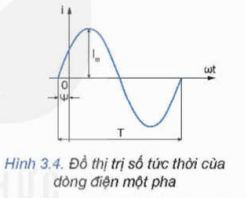 i
Iₘ
ωt
0
Ψ
T
Hình 3.4. Đồ thị trị số tức thời của
dòng điện một pha